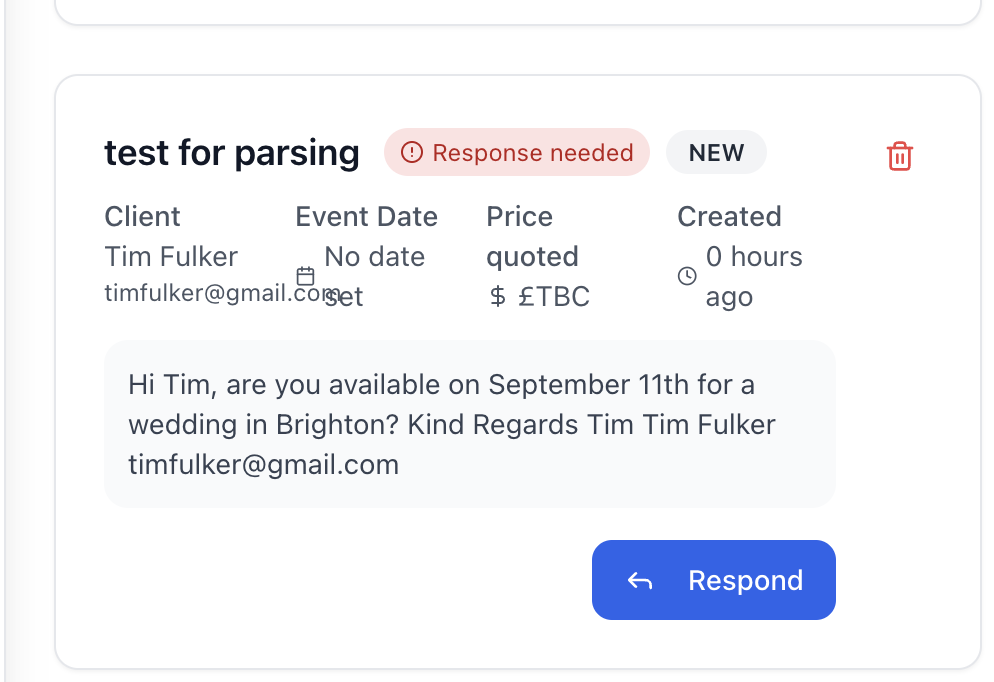 test for parsing
Response needed
NEW
Client
Tim Fulker
timfulker@gmail.com
Event Date
No date
set
Price
quoted
$ £TBC
Created
0 hours
ago
Hi Tim, are you available on September 11th for a
wedding in Brighton? Kind Regards Tim Tim Fulker
timfulker@gmail.com
Respond